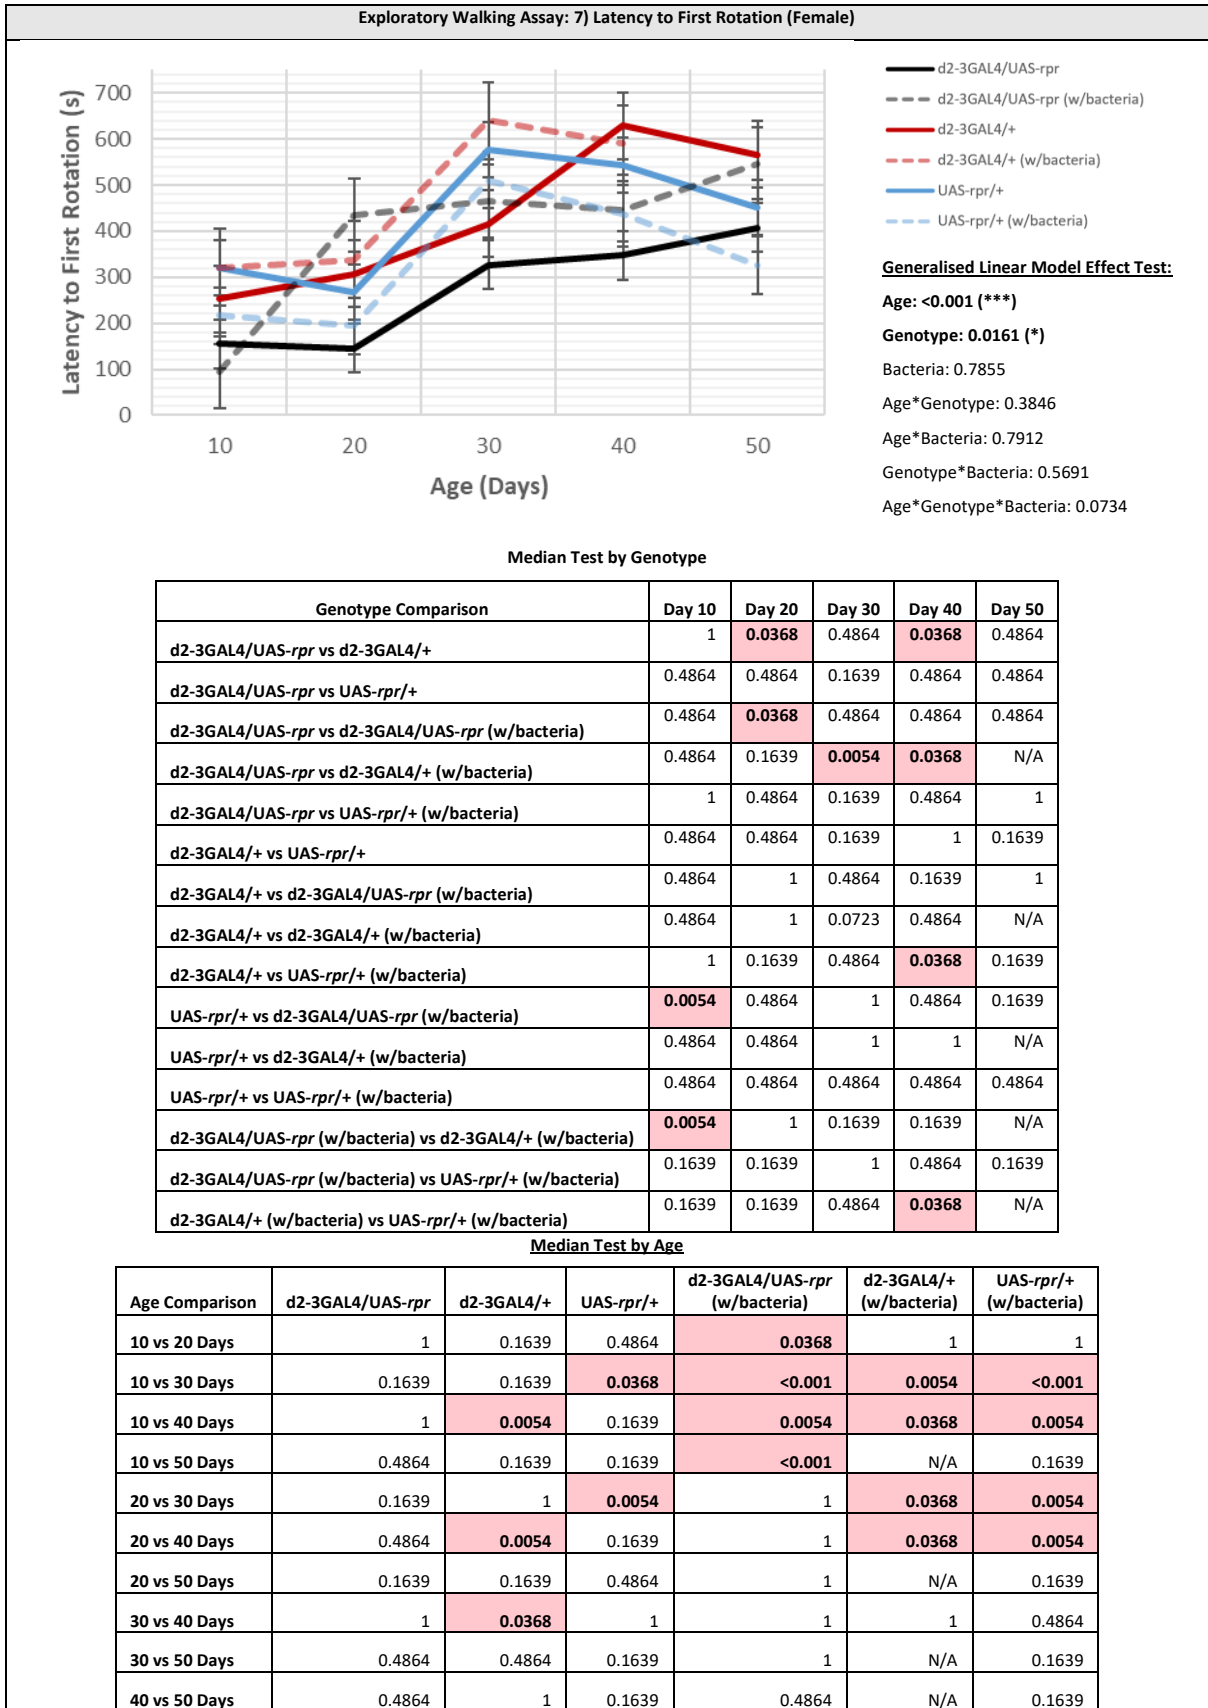 Exploratory Walking Assay: 7) Latency to First Rotation (Female)
Latency to First Rotation (s)
700
600
500
400
300
200
100
0
10 20 30 40 50
Age (Days)
d2-3GAL4/UAS-rpr
d2-3GAL4/UAS-rpr (w/bacteria)
d2-3GAL4/+
d2-3GAL4/+ (w/bacteria)
UAS-rpr/+
UAS-rpr/+ (w/bacteria)
Generalised Linear Model Effect Test:
Age: <0.001 (***)
Genotype: 0.0161 (*)
Bacteria: 0.7855
Age*Genotype: 0.3846
Age*Bacteria: 0.7912
Genotype*Bacteria: 0.5691
Age*Genotype*Bacteria: 0.0734
Median Test by Genotype
Genotype Comparison Day 10 Day 20 Day 30 Day 40 Day 50
d2-3GAL4/UAS-rpr vs d2-3GAL4/+ 1 0.0368 0.4864 0.0368 0.4864
d2-3GAL4/UAS-rpr vs UAS-rpr/+ 0.4864 0.4864 0.1639 0.4864 0.4864
d2-3GAL4/UAS-rpr vs d2-3GAL4/UAS-rpr (w/bacteria) 0.4864 0.0368 0.4864 0.4864 0.4864
d2-3GAL4/UAS-rpr vs d2-3GAL4/+ (w/bacteria) 0.4864 0.1639 0.0054 0.0368 N/A
d2-3GAL4/UAS-rpr vs UAS-rpr/+ (w/bacteria) 1 0.4864 0.1639 0.4864 1
d2-3GAL4/+ vs UAS-rpr/+ 0.4864 0.4864 0.1639 1 0.1639
d2-3GAL4/+ vs d2-3GAL4/UAS-rpr (w/bacteria) 0.4864 1 0.4864 0.1639 1
d2-3GAL4/+ vs d2-3GAL4/+ (w/bacteria) 0.4864 1 0.0723 0.4864 N/A
d2-3GAL4/+ vs UAS-rpr/+ (w/bacteria) 1 0.1639 0.4864 0.0368 0.1639
UAS-rpr/+ vs d2-3GAL4/UAS-rpr (w/bacteria) 0.0054 0.4864 1 0.4864 0.1639
UAS-rpr/+ vs d2-3GAL4/+ (w/bacteria) 0.4864 0.4864 1 1 N/A
UAS-rpr/+ vs UAS-rpr/+ (w/bacteria) 0.4864 0.4864 0.4864 0.4864 0.4864
d2-3GAL4/UAS-rpr (w/bacteria) vs d2-3GAL4/+ (w/bacteria) 0.0054 1 0.1639 0.1639 N/A
d2-3GAL4/UAS-rpr (w/bacteria) vs UAS-rpr/+ (w/bacteria) 0.1639 0.1639 1 0.4864 0.1639
d2-3GAL4/+ (w/bacteria) vs UAS-rpr/+ (w/bacteria) 0.1639 0.1639 0.4864 0.0368 N/A
Median Test by Age
Age Comparison d2-3GAL4/UAS-rpr d2-3GAL4/+ UAS-rpr/+ d2-3GAL4/UAS-rpr (w/bacteria) d2-3GAL4/+ (w/bacteria) UAS-rpr/+ (w/bacteria)
10 vs 20 Days 1 0.1639 0.4864 0.0368 1 1
10 vs 30 Days 0.1639 0.1639 0.0368 <0.001 0.0054 <0.001
10 vs 40 Days 1 0.0054 0.1639 0.0054 0.0368 0.0054
10 vs 50 Days 0.4864 0.1639 0.1639 <0.001 N/A 0.1639
20 vs 30 Days 0.1639 1 0.0054 1 0.0368 0.0054
20 vs 40 Days 0.4864 0.0054 0.1639 1 0.0368 0.0054
20 vs 50 Days 0.1639 0.1639 0.4864 1 N/A 0.1639
30 vs 40 Days 1 0.0368 1 1 1 0.4864
30 vs 50 Days 0.4864 0.4864 0.1639 1 N/A 0.1639
40 vs 50 Days 0.4864 1 0.1639 0.4864 N/A 0.1639